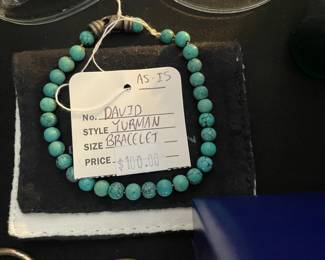 AS-IS
No. DAVID
STYLE YURMAN
SIZE BRACELET
PRICE $100.00